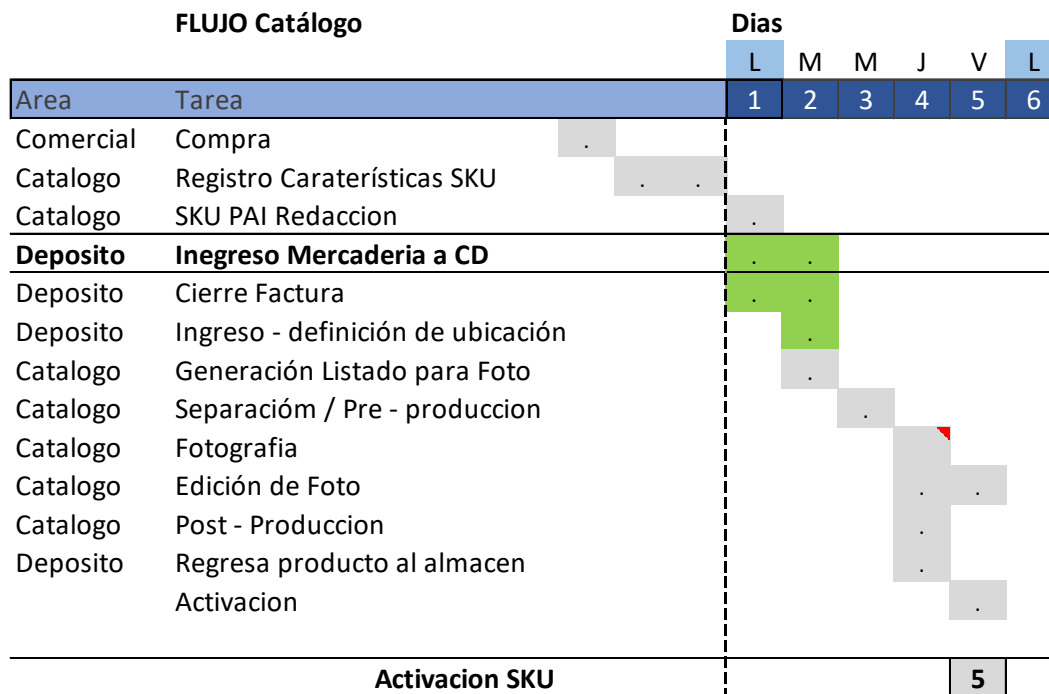 FLUJO Catálogo Dias
L M M J V L
Area Tarea 1 2 3 4 5 6
Comercial Compra .
Catalogo Registro Caraterísticas SKU . .
Catalogo SKU PAI Redaccion .
Deposito Inegreso Mercaderia a CD . .
Deposito Cierre Factura . .
Deposito Ingreso - definición de ubicación .
Catalogo Generación Listado para Foto .
Catalogo Separacióm / Pre - produccion .
Catalogo Fotografia
Catalogo Edición de Foto . .
Catalogo Post - Produccion .
Deposito Regresa producto al almacen .
Activacion .
Activacion SKU 5